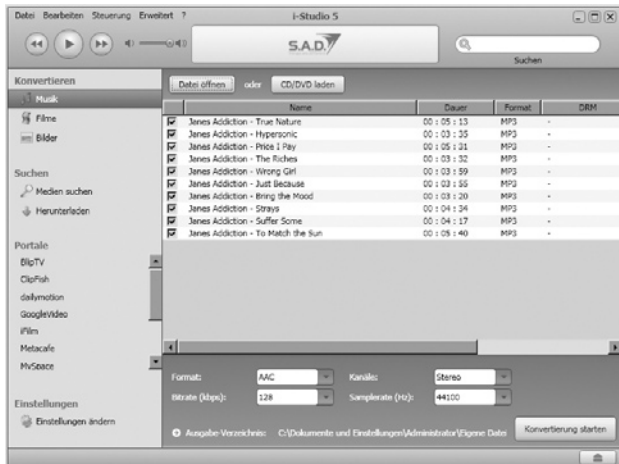 Datei Bearbeiten Steuerung Erweitert ?
i-Studio 5
S.A.D.
Suchen
Konvertieren
Musik
Filme
Bilder
Suchen
Medien suchen
Herunterladen
Portale
BlipTV
ClipFish
dailymotion
GoogleVideo
iFilm
Metacafe
MySpace
Einstellungen
Einstellungen ändern
Datei öffnen oder CD/DVD laden
Name Dauer Format DRM
Janes Addiction - True Nature 00 : 05 : 13 MP3 -
Janes Addiction - Hypersonic 00 : 03 : 35 MP3 -
Janes Addiction - Price I Pay 00 : 05 : 31 MP3 -
Janes Addiction - The Riches 00 : 03 : 32 MP3 -
Janes Addiction - Wrong Girl 00 : 03 : 59 MP3 -
Janes Addiction - Just Because 00 : 03 : 55 MP3 -
Janes Addiction - Bring the Mood 00 : 03 : 20 MP3 -
Janes Addiction - Strays 00 : 04 : 34 MP3 -
Janes Addiction - Suffer Some 00 : 04 : 17 MP3 -
Janes Addiction - To Match the Sun 00 : 05 : 40 MP3 -
Format: AAC Kanäle: Stereo
Bitrate (kbps): 128 Samplerate (Hz): 44100
Ausgabe-Verzeichnis: C:\Dokumente und Einstellungen\Administrator\Eigene Datei
Konvertierung starten